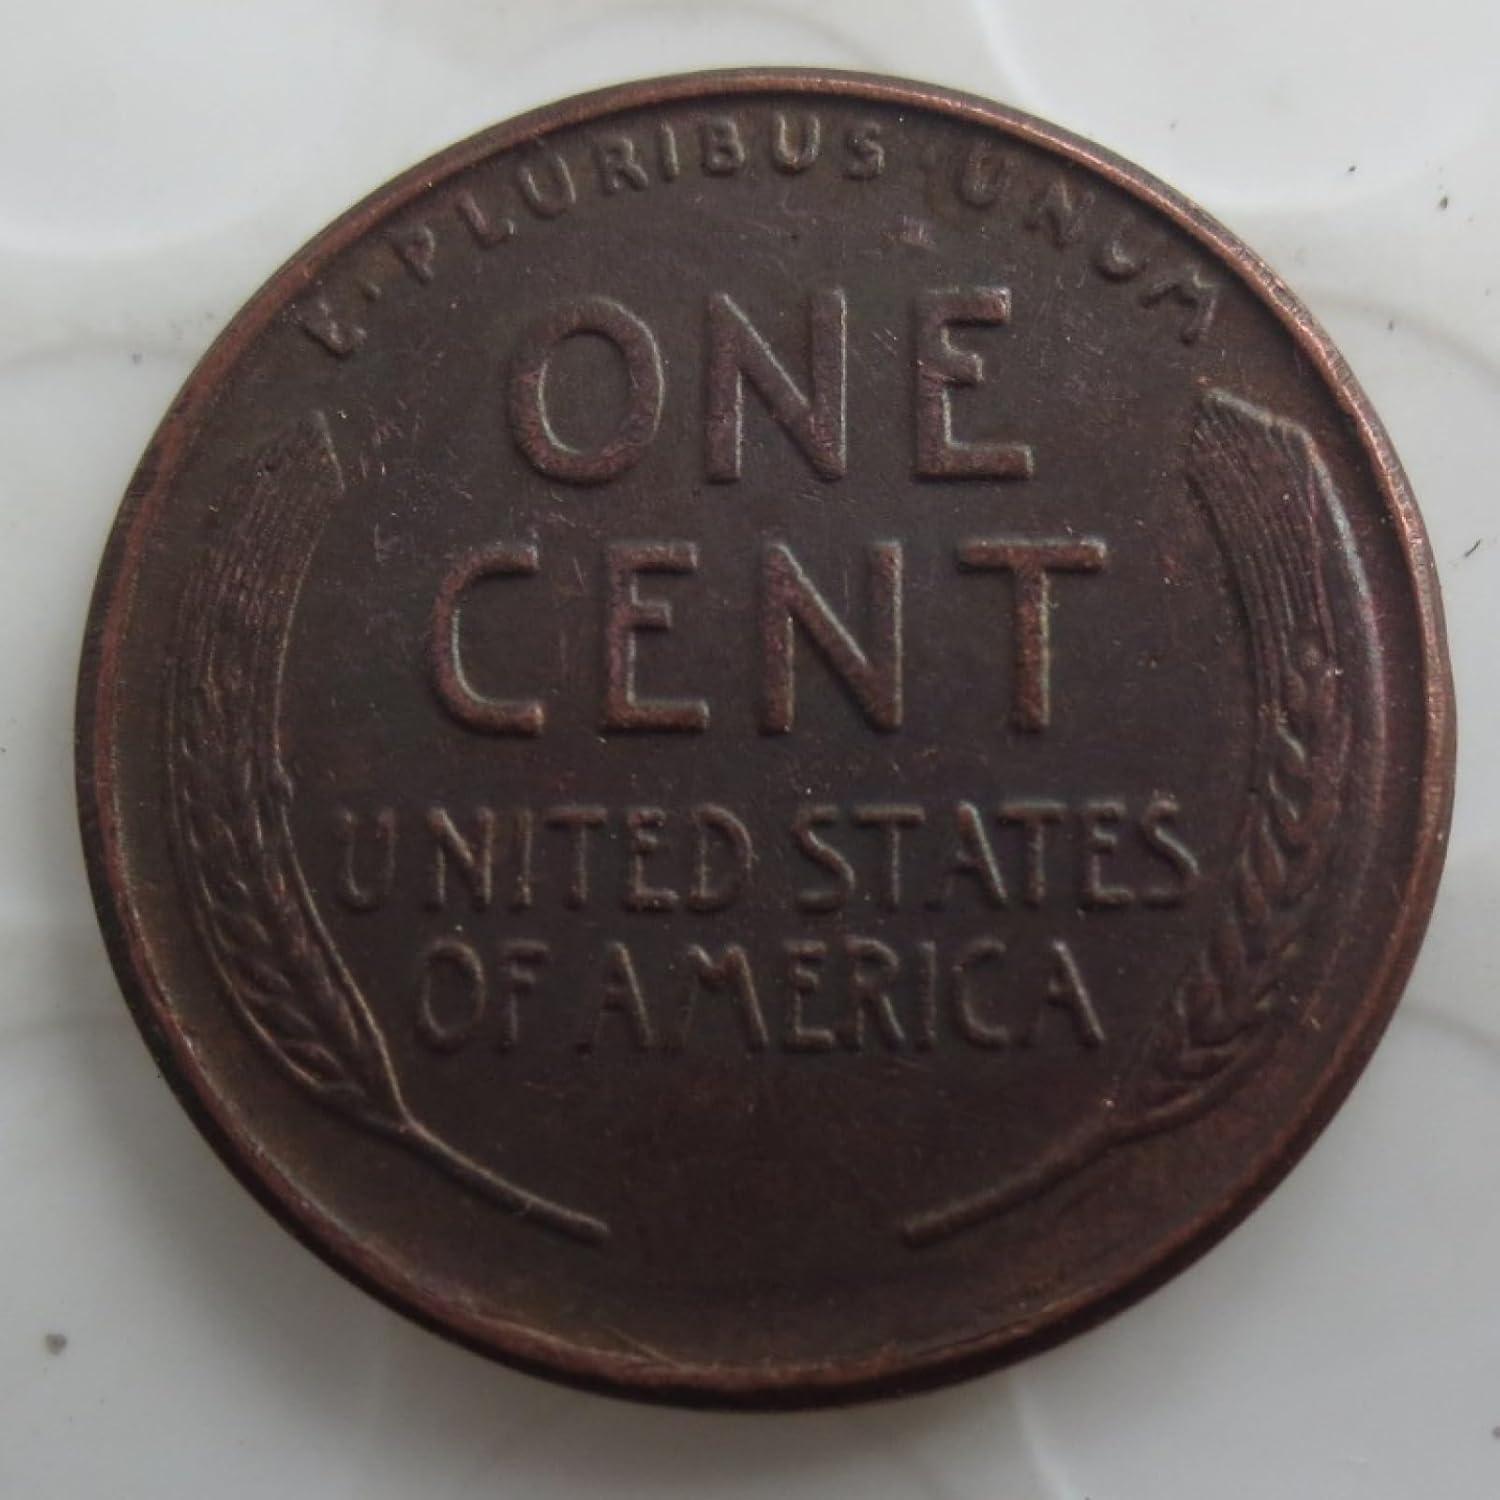 E·PLURIBUS·UNUM
ONE
CENT
UNITED STATES
OF AMERICA